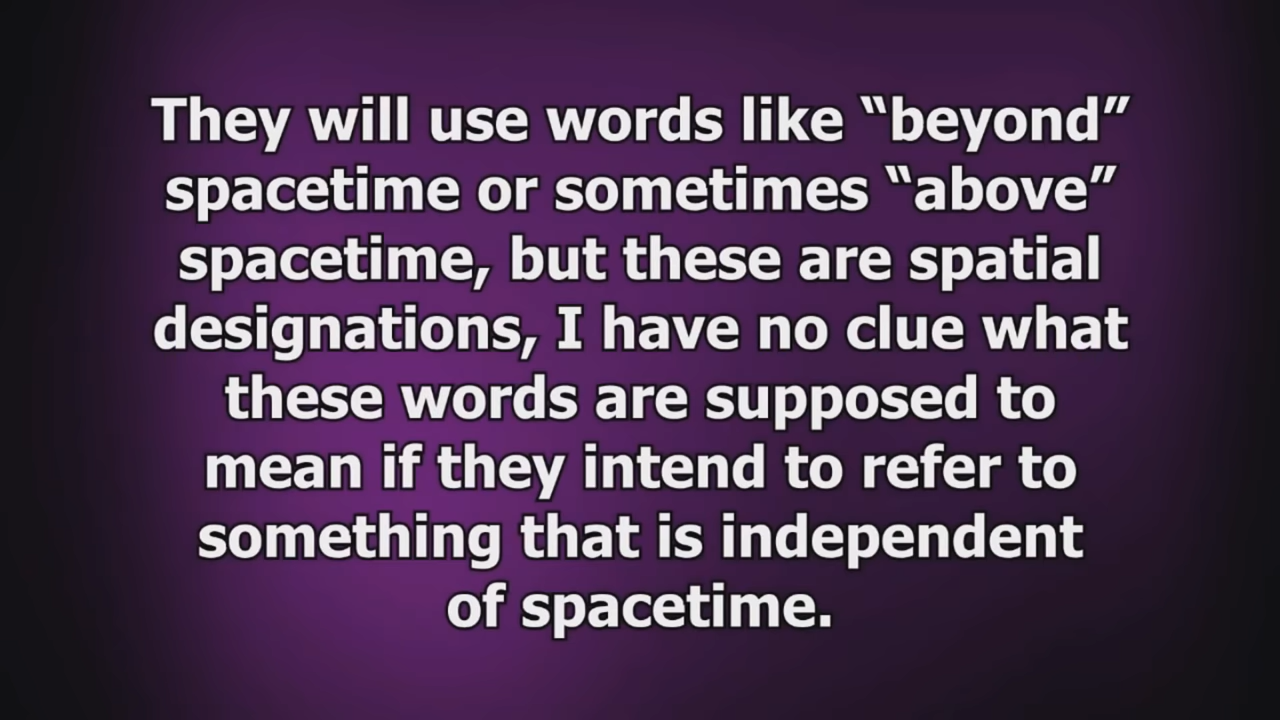 They will use words like “beyond”
spacetime or sometimes “above”
spacetime, but these are spatial
designations, I have no clue what
these words are supposed to
mean if they intend to refer to
something that is independent
of spacetime.